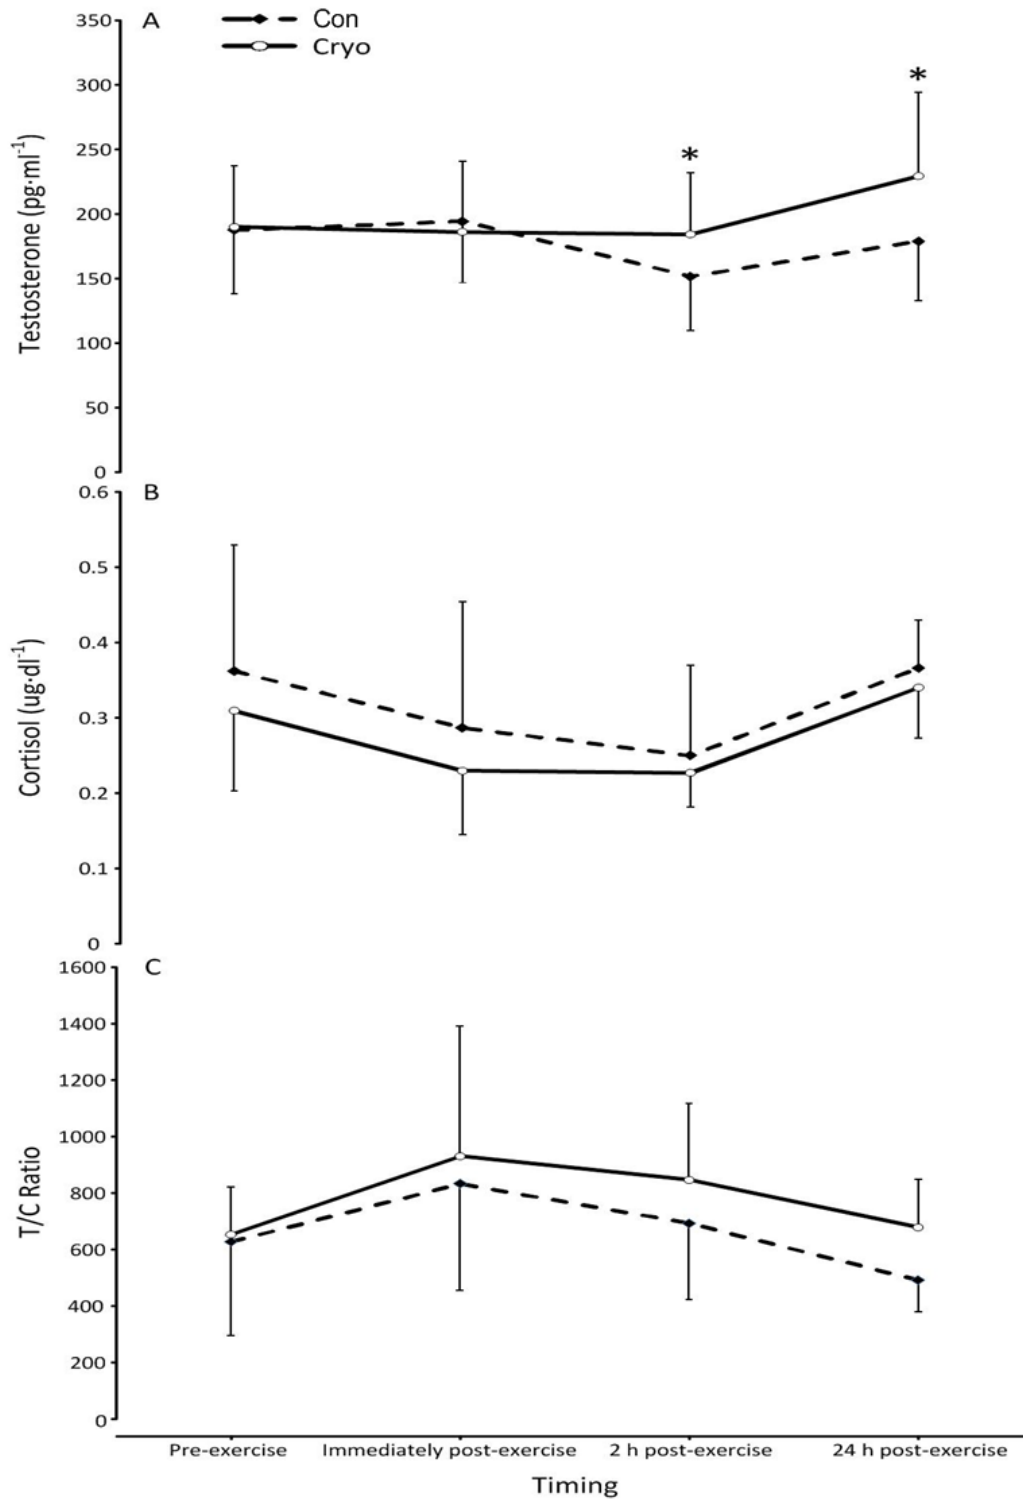 A
Con
Cryo
350
300
250
200
150
100
50
0
Testosterone (pg·ml⁻¹)
*
*
B
0.6
0.5
0.4
0.3
0.2
0.1
0
Cortisol (ug·dl⁻¹)
C
1600
1400
1200
1000
800
600
400
200
0
T/C Ratio
Pre-exercise Immediately post-exercise 2 h post-exercise 24 h post-exercise
Timing